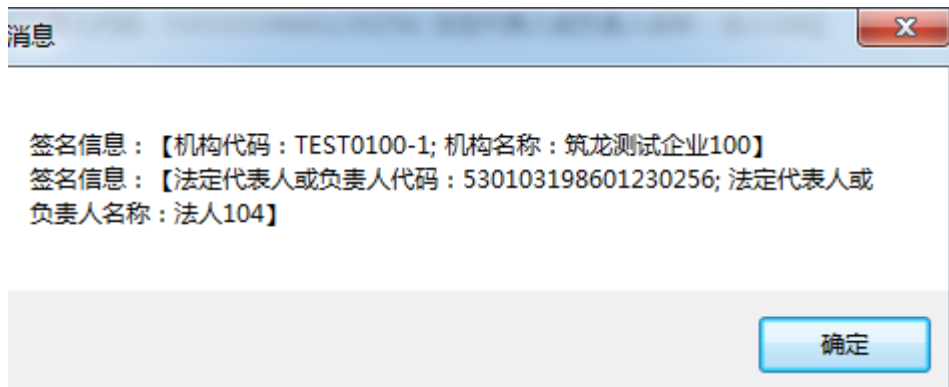 消息
签名信息：【机构代码：TEST0100-1; 机构名称：筑龙测试企业100】
签名信息：【法定代表人或负责人代码：530103198601230256; 法定代表人或
负责人名称：法人104】
确定